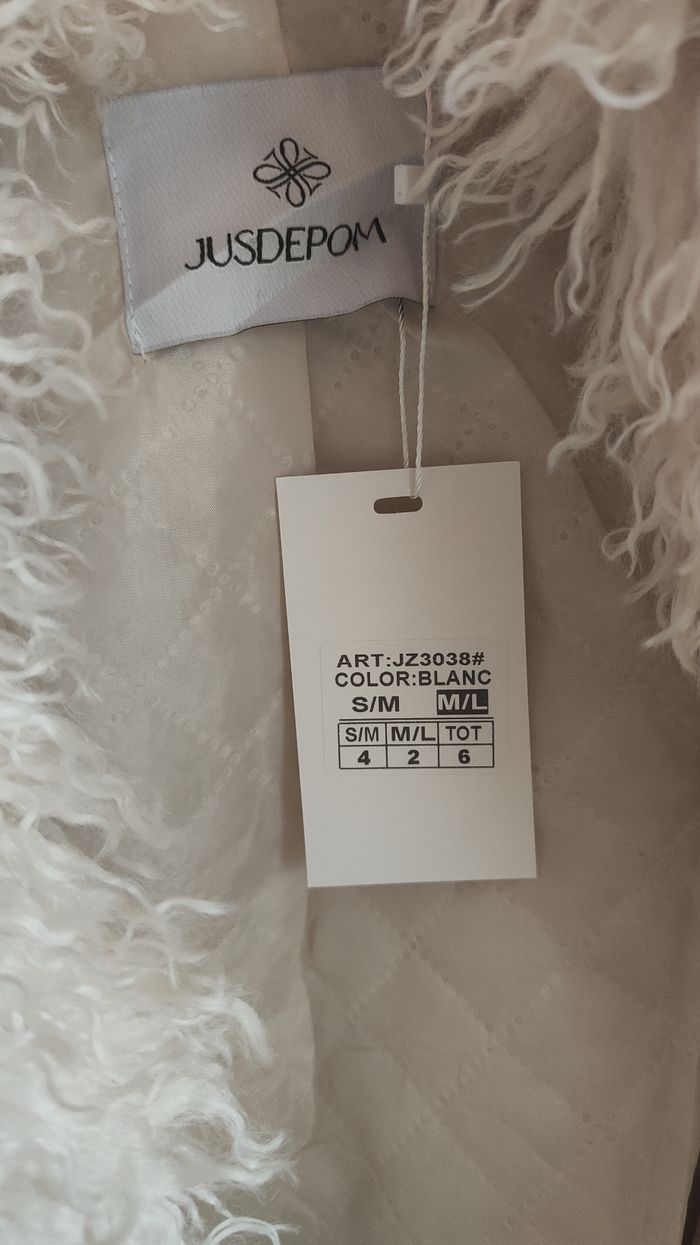 JUSDEPOM
ART:JZ3038#
COLOR:BLANC
S/M M/L
S/M M/L TOT
4 2 6